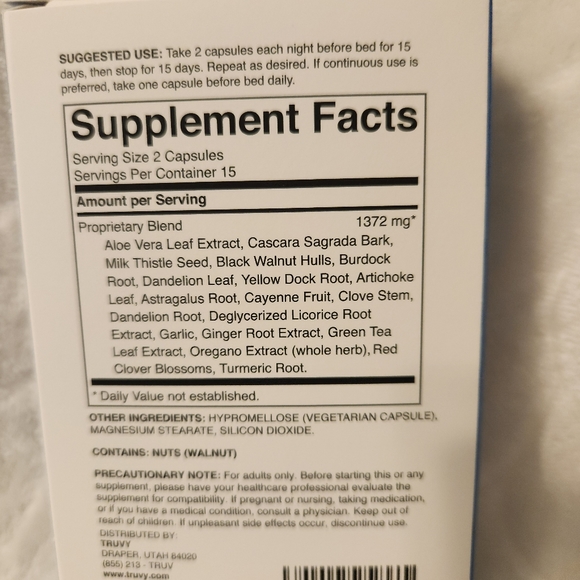 SUGGESTED USE: Take 2 capsules each night before bed for 15
days, then stop for 15 days. Repeat as desired. If continuous use is
preferred, take one capsule before bed daily.
Supplement Facts
Serving Size 2 Capsules
Servings Per Container 15
Amount per Serving
Proprietary Blend 1372 mg*
Aloe Vera Leaf Extract, Cascara Sagrada Bark,
Milk Thistle Seed, Black Walnut Hulls, Burdock
Root, Dandelion Leaf, Yellow Dock Root, Artichoke
Leaf, Astragalus Root, Cayenne Fruit, Clove Stem,
Dandelion Root, Deglycerized Licorice Root
Extract, Garlic, Ginger Root Extract, Green Tea
Leaf Extract, Oregano Extract (whole herb), Red
Clover Blossoms, Turmeric Root.
* Daily Value not established.
OTHER INGREDIENTS: HYPROMELLOSE (VEGETARIAN CAPSULE),
MAGNESIUM STEARATE, SILICON DIOXIDE.
CONTAINS: NUTS (WALNUT)
PRECAUTIONARY NOTE: For adults only. Before starting this or any
supplement, please have your healthcare professional evaluate the
supplement for compatibility. If pregnant or nursing, taking medication,
or if you have a medical condition, consult a physician. Keep out of
reach of children. If unpleasant side effects occur, discontinue use.
DISTRIBUTED BY:
TRUVY
DRAPER, UTAH 84020
(855) 213 - TRUV
www.truvy.com